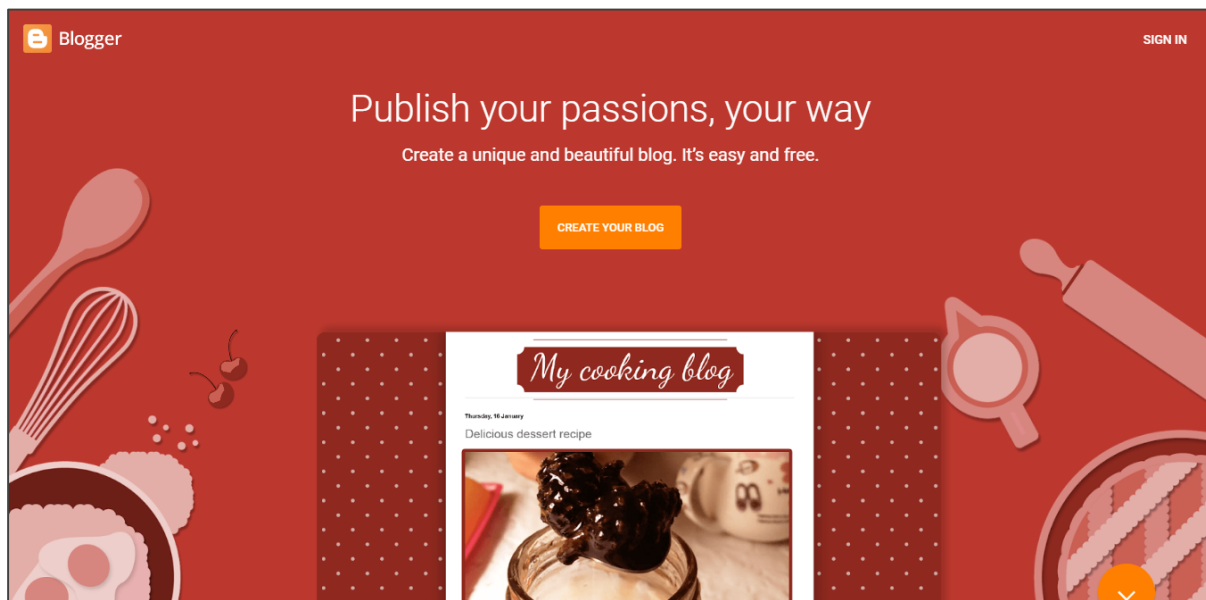 Blogger
SIGN IN
Publish your passions, your way
Create a unique and beautiful blog. It's easy and free.
CREATE YOUR BLOG
My cooking blog
Thursday, 16 January
Delicious dessert recipe